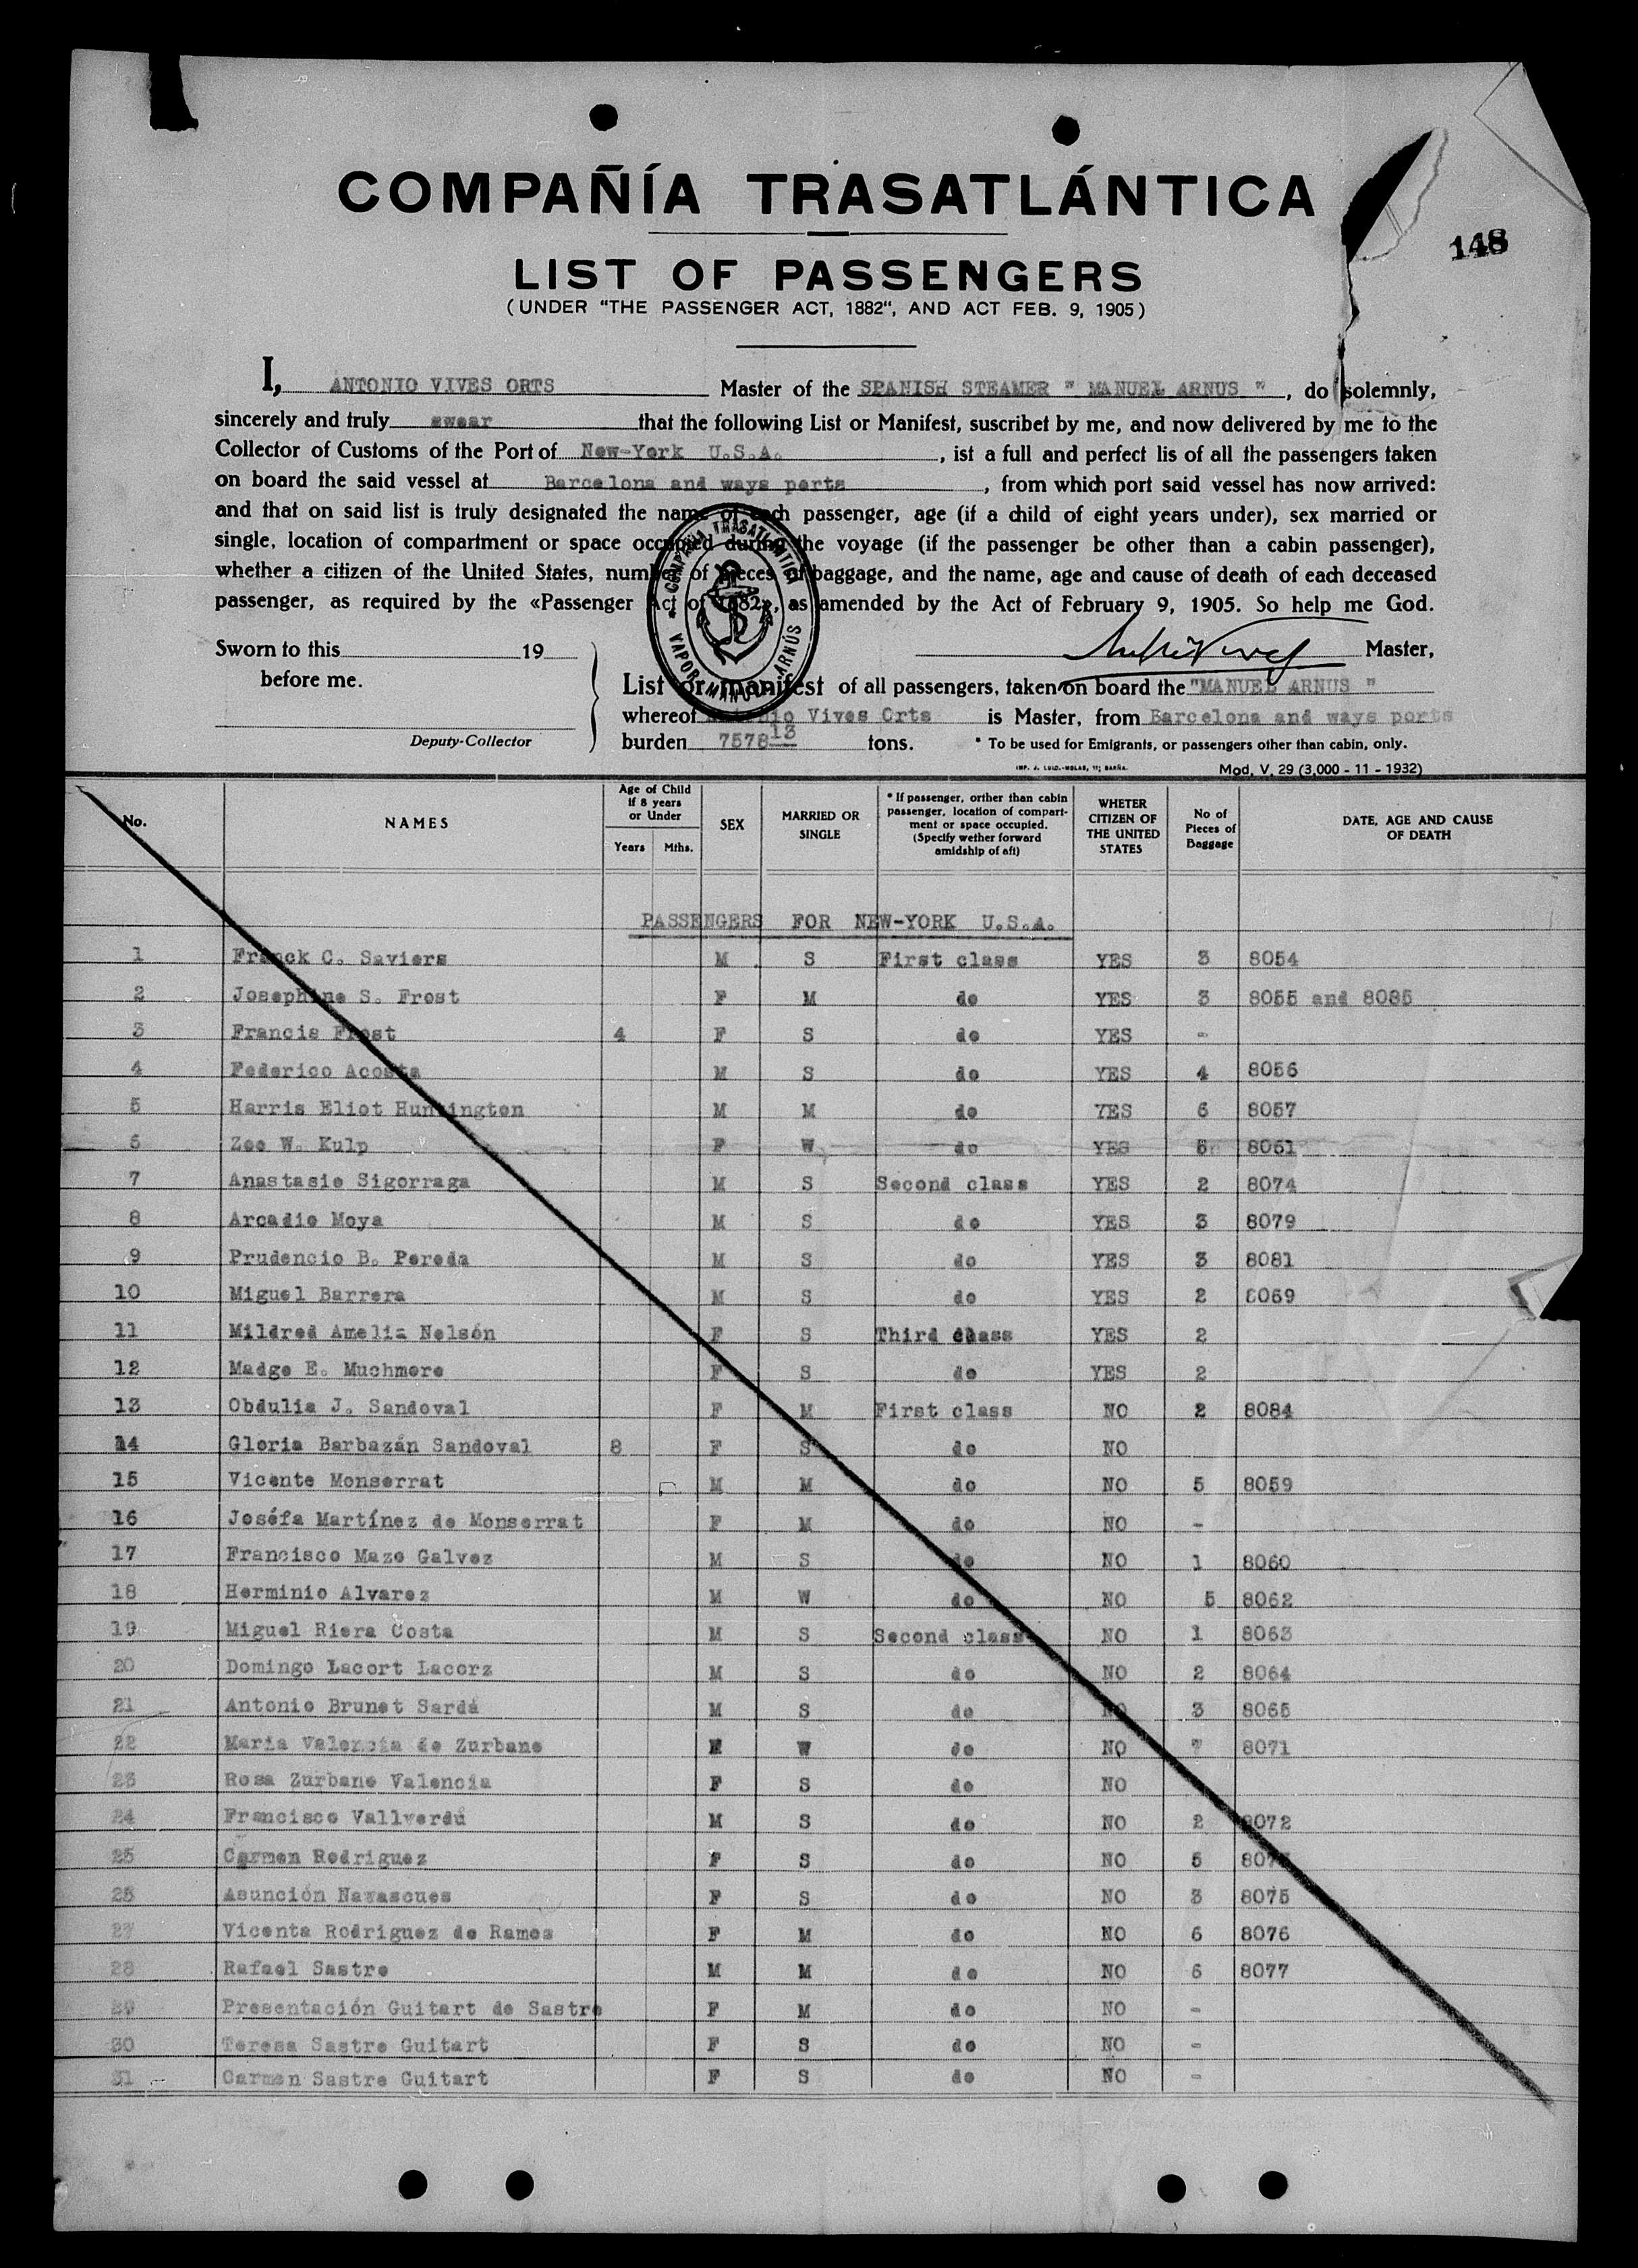 COMPAÑÍA TRASATLÁNTICA
148
LIST OF PASSENGERS
(UNDER "THE PASSENGER ACT, 1882", AND ACT FEB. 9, 1905)
I, ANTONIO VIVES ORTS Master of the SPANISH STEAMER " MANUEL ARNUS ", do solemnly,
sincerely and truly swear that the following List or Manifest, suscribet by me, and now delivered by me to the
Collector of Customs of the Port of New-York U.S.A., ist a full and perfect lis of all the passengers taken
on board the said vessel at Barcelona and ways ports, from which port said vessel has now arrived:
and that on said list is truly designated the name of each passenger, age (if a child of eight years under), sex married or
single, location of compartment or space occupied during the voyage (if the passenger be other than a cabin passenger),
whether a citizen of the United States, number of pieces of baggage, and the name, age and cause of death of each deceased
passenger, as required by the «Passenger Act of 1882», as amended by the Act of February 9, 1905. So help me God.
COMPAÑIA TRASATLANTICA
VAPOR MANUEL ARNÚS
Sworn to this 19
before me.
Master,
Deputy-Collector
List or manifest of all passengers, taken on board the "MANUEL ARNUS "
whereof Antonio Vives Orts is Master, from Barcelona and ways ports
burden 7578 13 tons.
* To be used for Emigrants, or passengers other than cabin, only.
Mod. V. 29 (3,000 - 11 - 1932)
No. NAMES Age of Child if 8 years or Under Years Mths. SEX MARRIED OR SINGLE * If passenger, orther than cabin passenger, location of compartment or space occupied. (Specify wether forward amidship of aft) WHETER CITIZEN OF THE UNITED STATES No of Pieces of Baggage DATE, AGE AND CAUSE OF DEATH
PASSENGERS FOR NEW-YORK U.S.A.
1 Franck C. Saviers M S First class YES 3 8054
2 Josephine S. Frost F M do YES 3 8055 and 8085
3 Francis Frost 4 F S do YES -
4 Federico Acosta M S do YES 4 8056
5 Harris Eliot Huntington M M do YES 6 8057
6 Zoe W. Kulp F W do YES 5 8061
7 Anastasio Sigorraga M S Second class YES 2 8074
8 Arcadio Moya M S do YES 3 8079
9 Prudencio B. Pereda M S do YES 3 8081
10 Miguel Barrera M S do YES 2 8069
11 Mildred Amelia Nelsón F S Third class YES 2
12 Madge E. Muchmore F S do YES 2
13 Obdulia J. Sandoval F M First class NO 2 8084
14 Gloria Barbazán Sandoval 8 F S do NO
15 Vicente Monserrat M M do NO 5 8059
16 Joséfa Martínez de Monserrat F M do NO -
17 Francisco Mazo Galvez M S do NO 1 8060
18 Herminio Alvarez M W do NO 5 8062
19 Miguel Riera Costa M S Second class NO 1 8063
20 Domingo Lacort Lacorz M S do NO 2 8064
21 Antonio Brunet Sardá M S do NO 3 8065
22 María Valencía de Zurbano W do NO 7 8071
23 Rosa Zurbano Valencía F S do NO
24 Francisco Vallverdú M S do NO 2 8072
25 Carmen Rodriguez F S do NO 5
26 Asunción Navascues F S do NO 3 8075
27 Vicenta Rodriguez de Ramos F M do NO 6 8076
28 Rafael Sastre M M do NO 6 8077
29 Presentación Guitart de Sastre F M do NO -
30 Teresa Sastre Guitart F S do NO -
31 Carmen Sastre Guitart F S do NO -